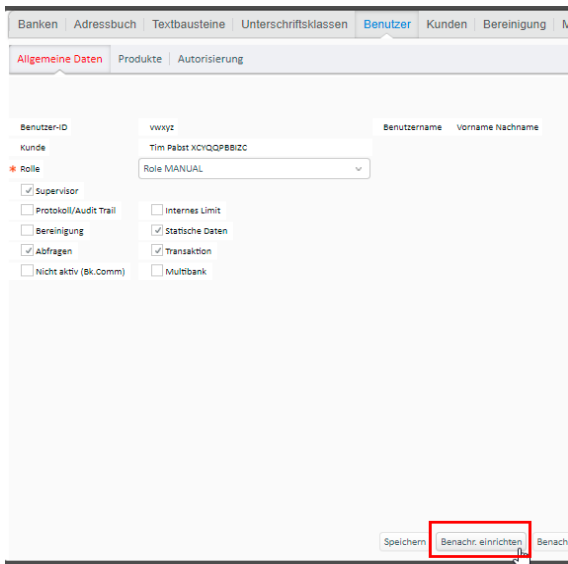 Banken Adressbuch Textbausteine Unterschriftsklassen Benutzer Kunden Bereinigung
Allgemeine Daten Produkte Autorisierung
Benutzer-ID vwxyz Benutzername Vorname Nachname
Kunde Tim Pabst XCYQQPBBIZC
* Rolle Role MANUAL
Supervisor
Protokoll/Audit Trail Internes Limit
Bereinigung Statische Daten
Abfragen Transaktion
Nicht aktiv (Bk.Comm) Multibank
Speichern Benachr. einrichten Benach